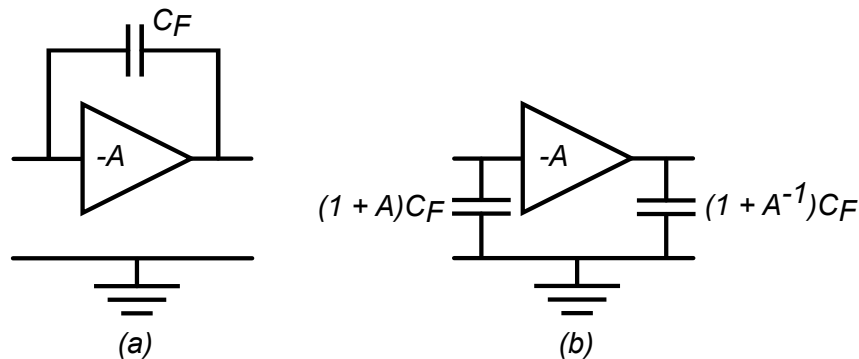 C_F
-A
(a)
-A
(1 + A)C_F
(1 + A^-1)C_F
(b)